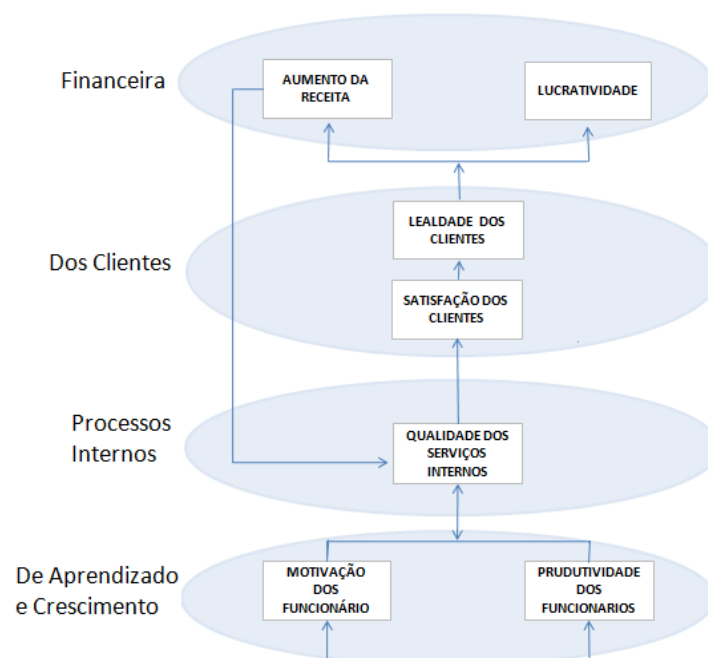 Financeira
AUMENTO DA
RECEITA
LUCRATIVIDADE
Dos Clientes
LEALDADE DOS
CLIENTES
SATISFAÇÃO DOS
CLIENTES
Processos
Internos
QUALIDADE DOS
SERVIÇOS
INTERNOS
De Aprendizado
e Crescimento
MOTIVAÇÃO
DOS
FUNCIONÁRIO
PRUDUTIVIDADE
DOS
FUNCIONARIOS